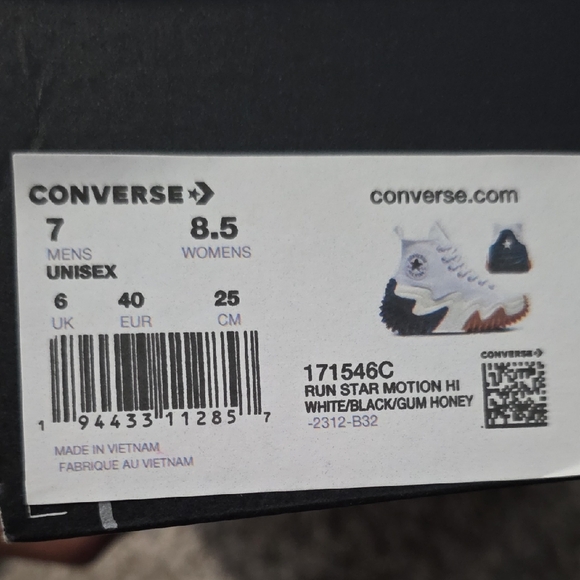 CONVERSE
converse.com
7 8.5
MENS WOMENS
UNISEX
6 40 25
UK EUR CM
1 94433 11285 7
MADE IN VIETNAM
FABRIQUE AU VIETNAM
171546C
RUN STAR MOTION HI
WHITE/BLACK/GUM HONEY
-2312-B32
CONVERSE